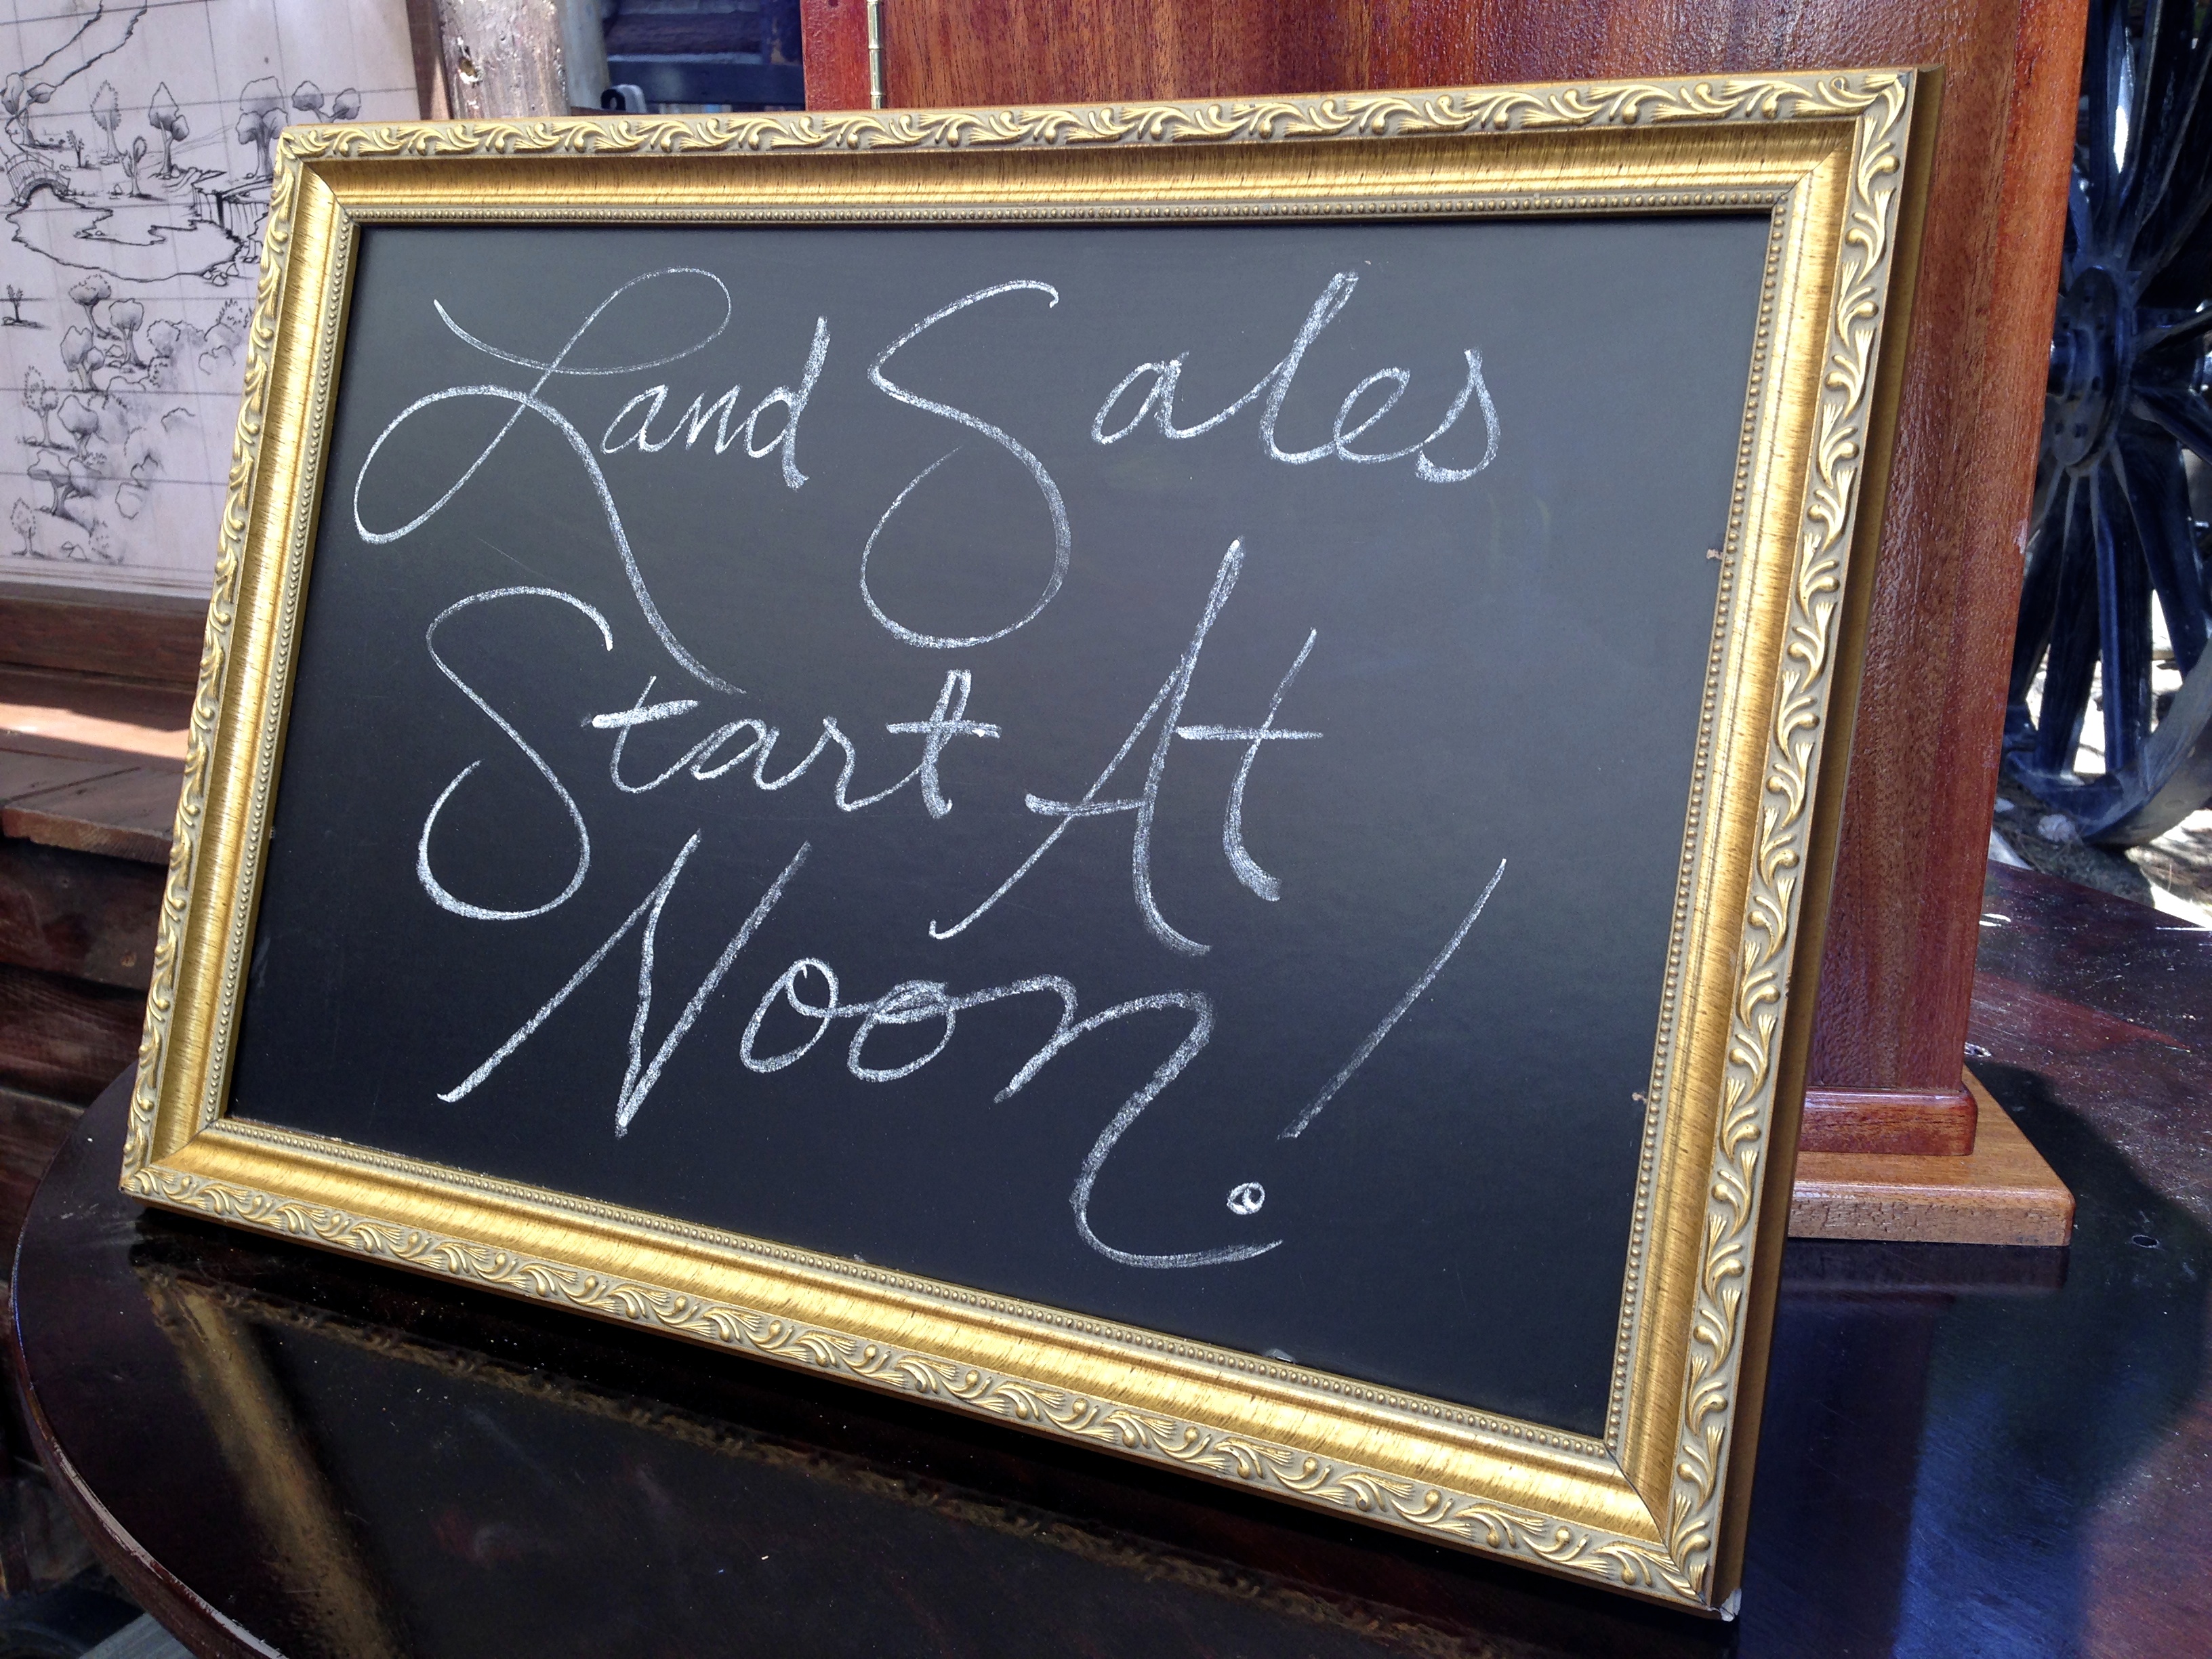 Land Sales
Start At
Noon!